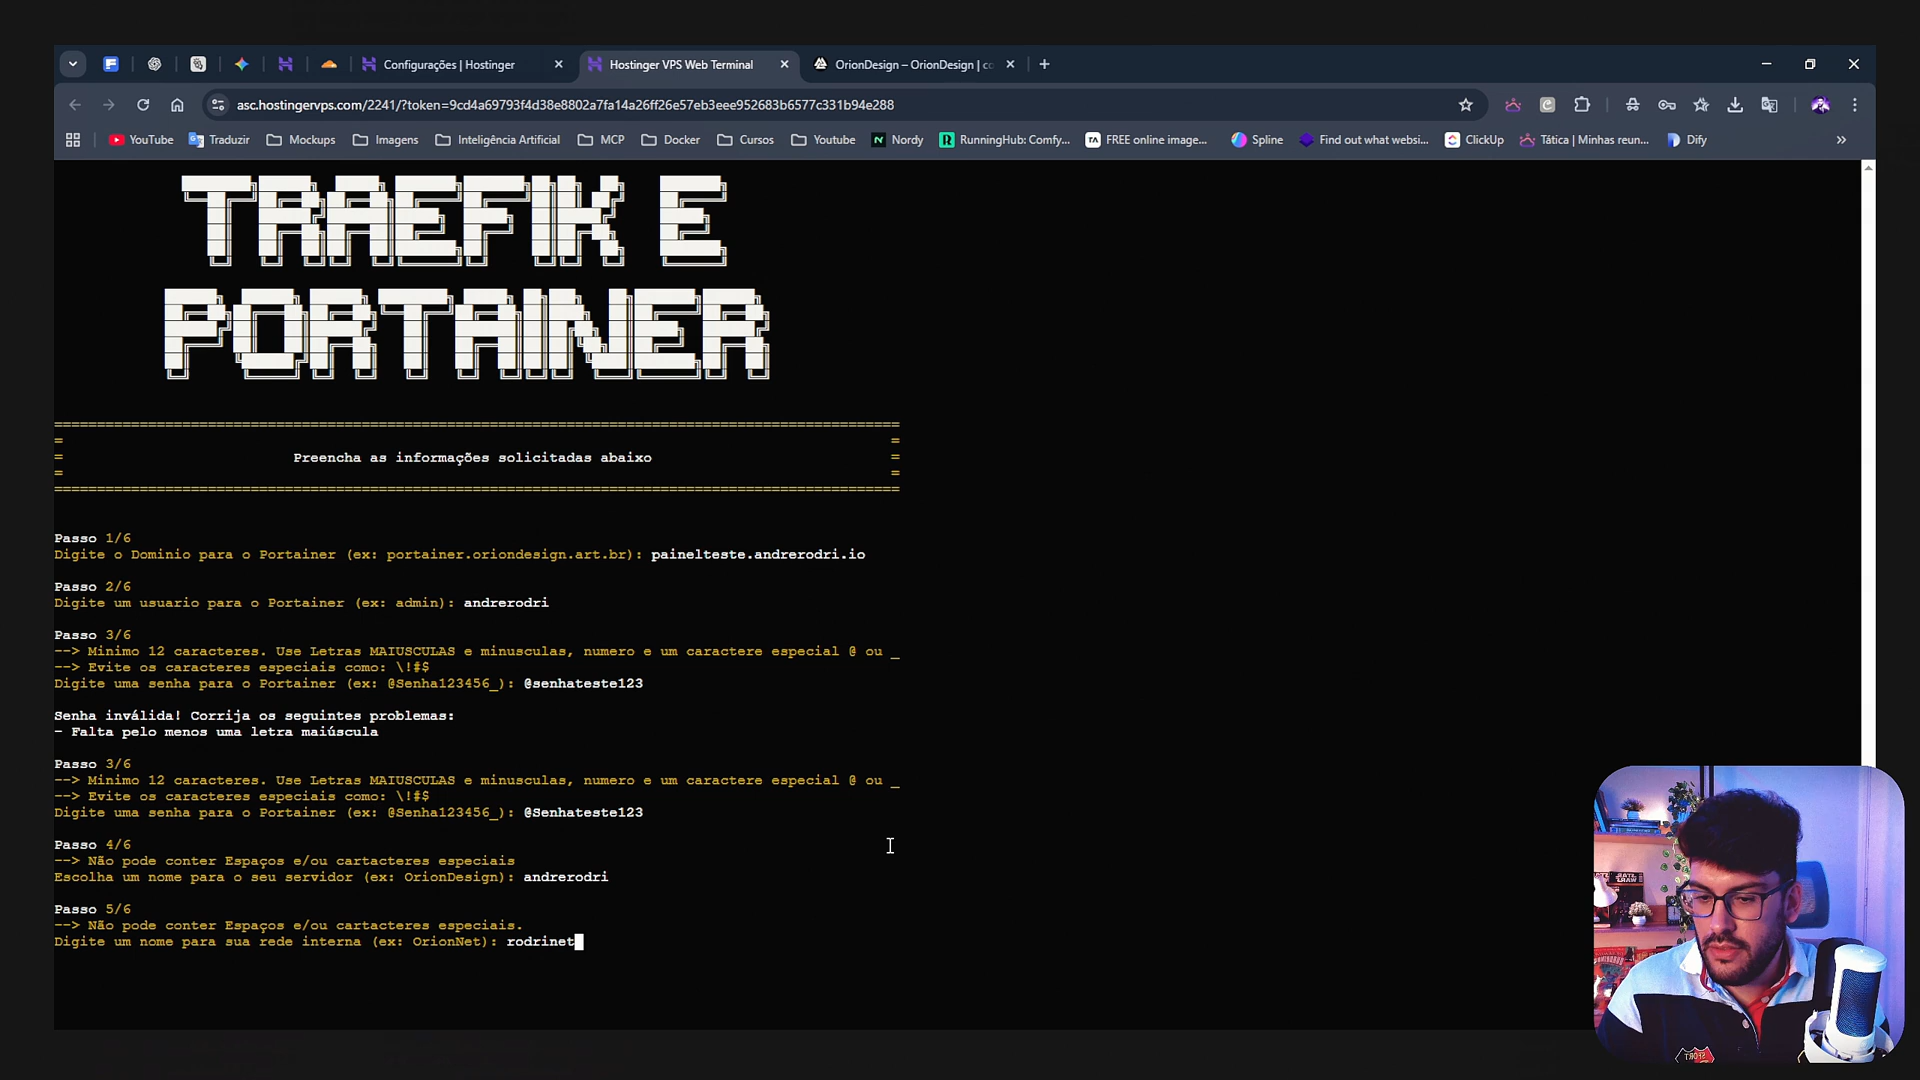 Configurações | Hostinger
Hostinger VPS Web Terminal
OrionDesign – OrionDesign | co
asc.hostingervps.com/2241/?token=9cd4a69793f4d38e8802a7fa14a26ff26e57eb3eee952683b6577c331b94e288
YouTube
Traduzir
Mockups
Imagens
Inteligência Artificial
MCP
Docker
Cursos
Youtube
Nordy
RunningHub: Comfy...
FREE online image...
Spline
Find out what websi...
ClickUp
Tática | Minhas reun...
Dify
TRAEFIK E
PORTAINER
Preencha as informações solicitadas abaixo
Passo 1/6
Digite o Dominio para o Portainer (ex: portainer.oriondesign.art.br): painelteste.andrerodri.io
Passo 2/6
Digite um usuario para o Portainer (ex: admin): andrerodri
Passo 3/6
--> Minimo 12 caracteres. Use Letras MAIUSCULAS e minusculas, numero e um caractere especial @ ou _
--> Evite os caracteres especiais como: \!#$
Digite uma senha para o Portainer (ex: @Senha123456_): @senhateste123
Senha inválida! Corrija os seguintes problemas:
- Falta pelo menos uma letra maiúscula
Passo 3/6
--> Minimo 12 caracteres. Use Letras MAIUSCULAS e minusculas, numero e um caractere especial @ ou _
--> Evite os caracteres especiais como: \!#$
Digite uma senha para o Portainer (ex: @Senha123456_): @Senhateste123
Passo 4/6
--> Não pode conter Espaços e/ou cartacteres especiais
Escolha um nome para o seu servidor (ex: OrionDesign): andrerodri
Passo 5/6
--> Não pode conter Espaços e/ou cartacteres especiais.
Digite um nome para sua rede interna (ex: OrionNet): rodrinet